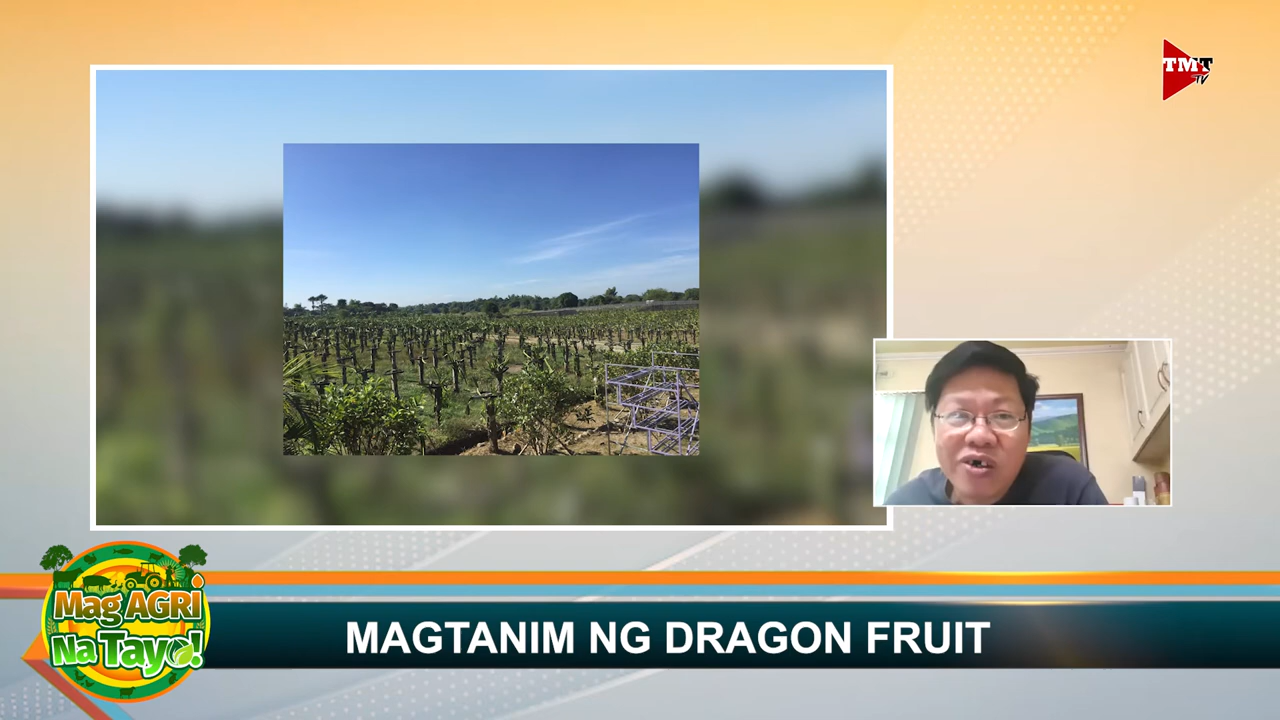 TMT
TV
Mag AGRI
Na Tayo!
MAGTANIM NG DRAGON FRUIT